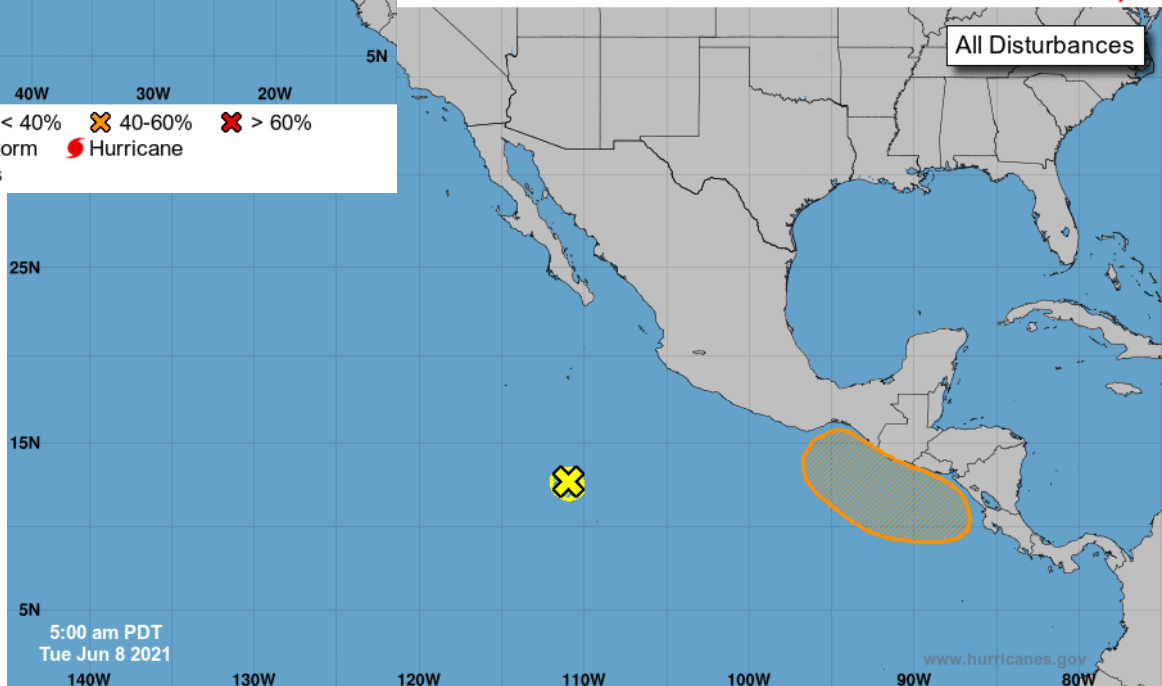 5N
All Disturbances
40W 30W 20W
< 40% 40-60% > 60%
orm Hurricane
s
25N
15N
5N
5:00 am PDT
Tue Jun 8 2021
www.hurricanes.gov
140W 130W 120W 110W 100W 90W 80W